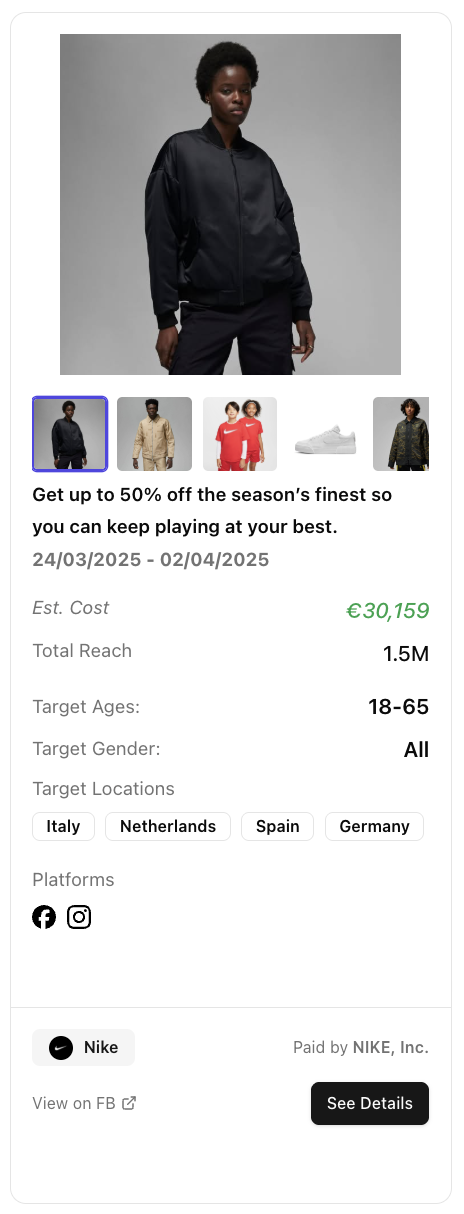 Get up to 50% off the season’s finest so
you can keep playing at your best.
24/03/2025 - 02/04/2025
Est. Cost €30,159
Total Reach 1.5M
Target Ages: 18-65
Target Gender: All
Target Locations
Italy Netherlands Spain Germany
Platforms
Nike Paid by NIKE, Inc.
View on FB See Details